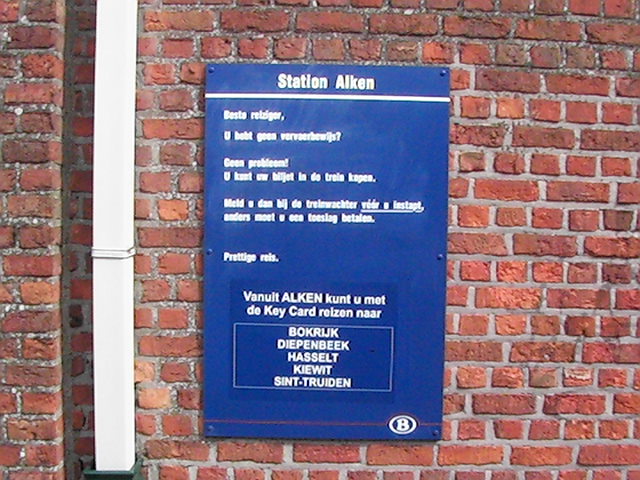 Station Alken
Beste reiziger,
U hebt geen vervoerbewijs?
Geen probleem!
U kunt uw biljet in de trein kopen.
Meld u dan bij de treinwachter vóór u instapt,
anders moet u een toeslag betalen.
Prettige reis.
Vanuit ALKEN kunt u met
de Key Card reizen naar
BOKRIJK
DIEPENBEEK
HASSELT
KIEWIT
SINT-TRUIDEN
B